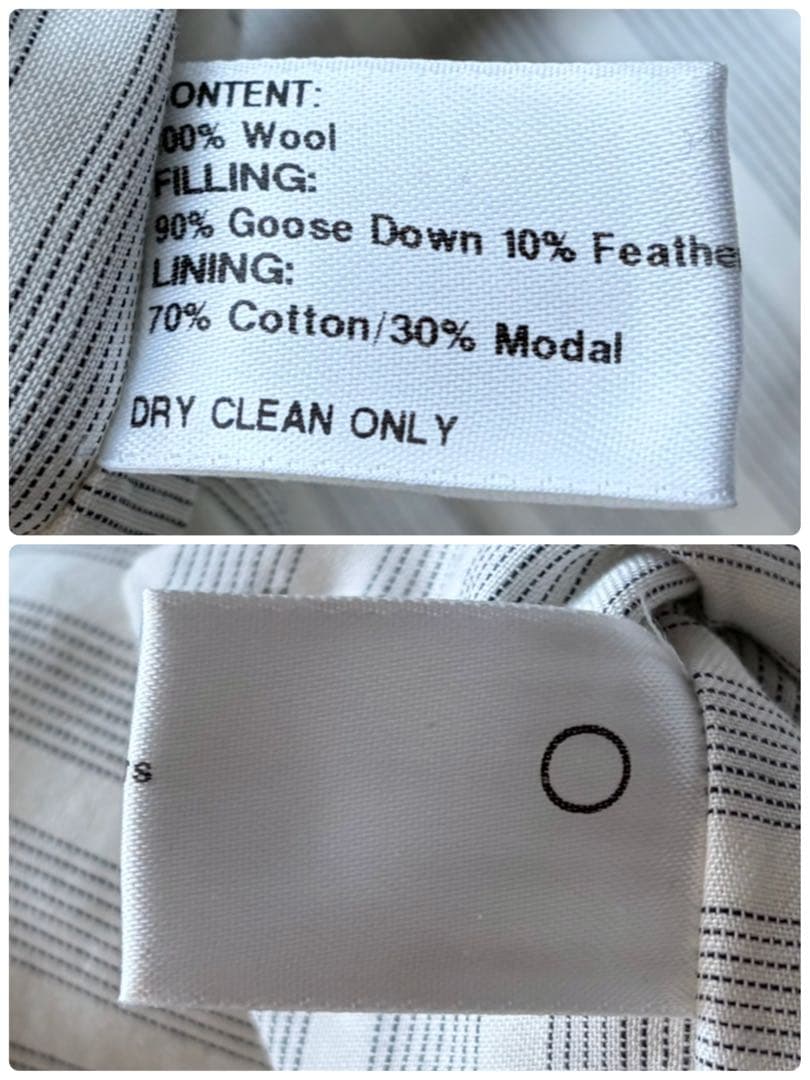 ONTENT:
00% Wool
FILLING:
90% Goose Down 10% Feathe
LINING:
70% Cotton/30% Modal
DRY CLEAN ONLY
s